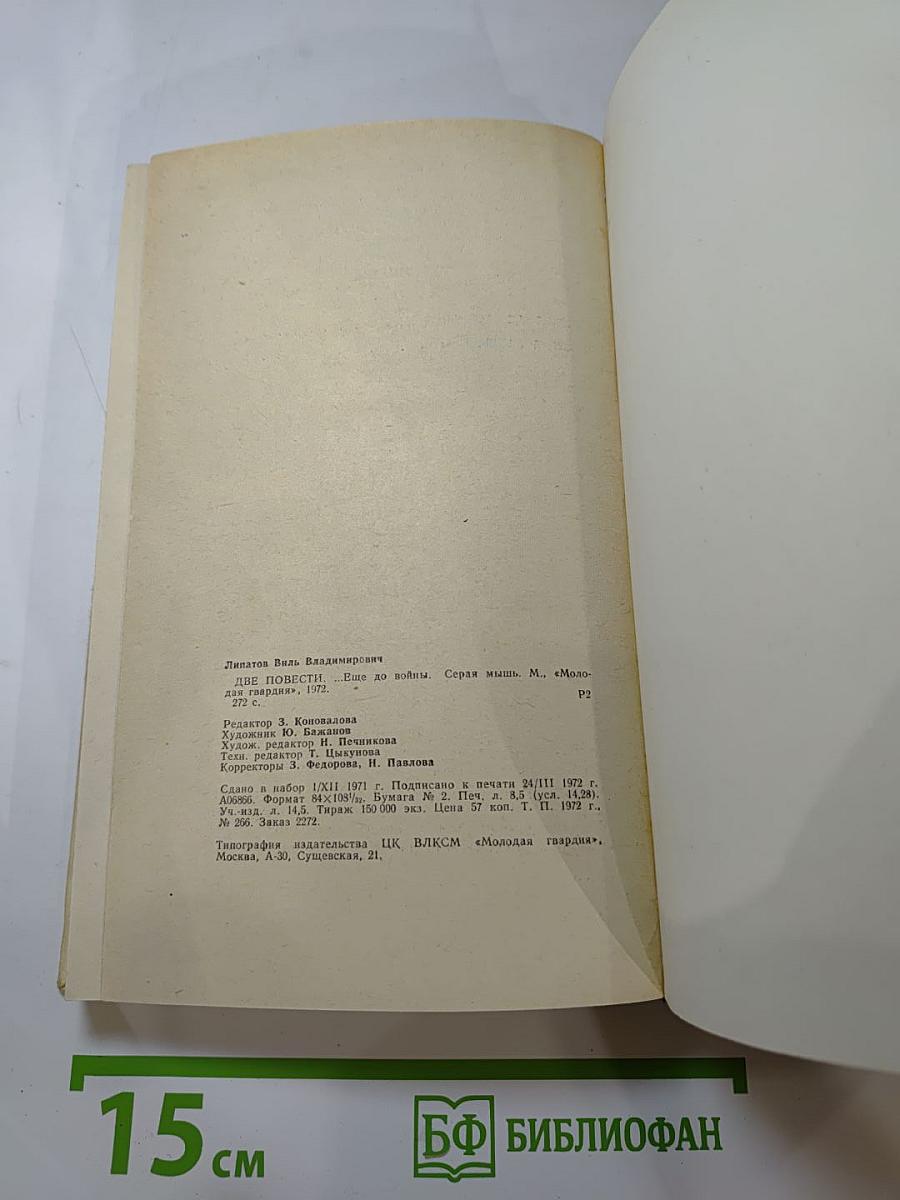 Липатов Виль Владимирович
ДВЕ ПОВЕСТИ. ...Еще до войны. Серая мышь. М., «Моло-
дая гвардия», 1972.
272 с.
Р2
Редактор З. Коновалова
Художник Ю. Бажанов
Худож. редактор Н. Печникова
Техн. редактор Т. Цыкунова
Корректоры З. Федорова, Н. Павлова
Сдано в набор 1/XII 1971 г. Подписано к печати 24/III 1972 г.
А06866. Формат 84×108¹/₃₂. Бумага № 2. Печ. л. 8,5 (усл. 14,28).
Уч.-изд. л. 14,5. Тираж 150 000 экз. Цена 57 коп. Т. П. 1972 г.,
№ 266. Заказ 2272.
Типография издательства ЦК ВЛКСМ «Молодая гвардия».
Москва, А-30, Сущевская, 21,
15 см
БФ БИБЛИОФАН